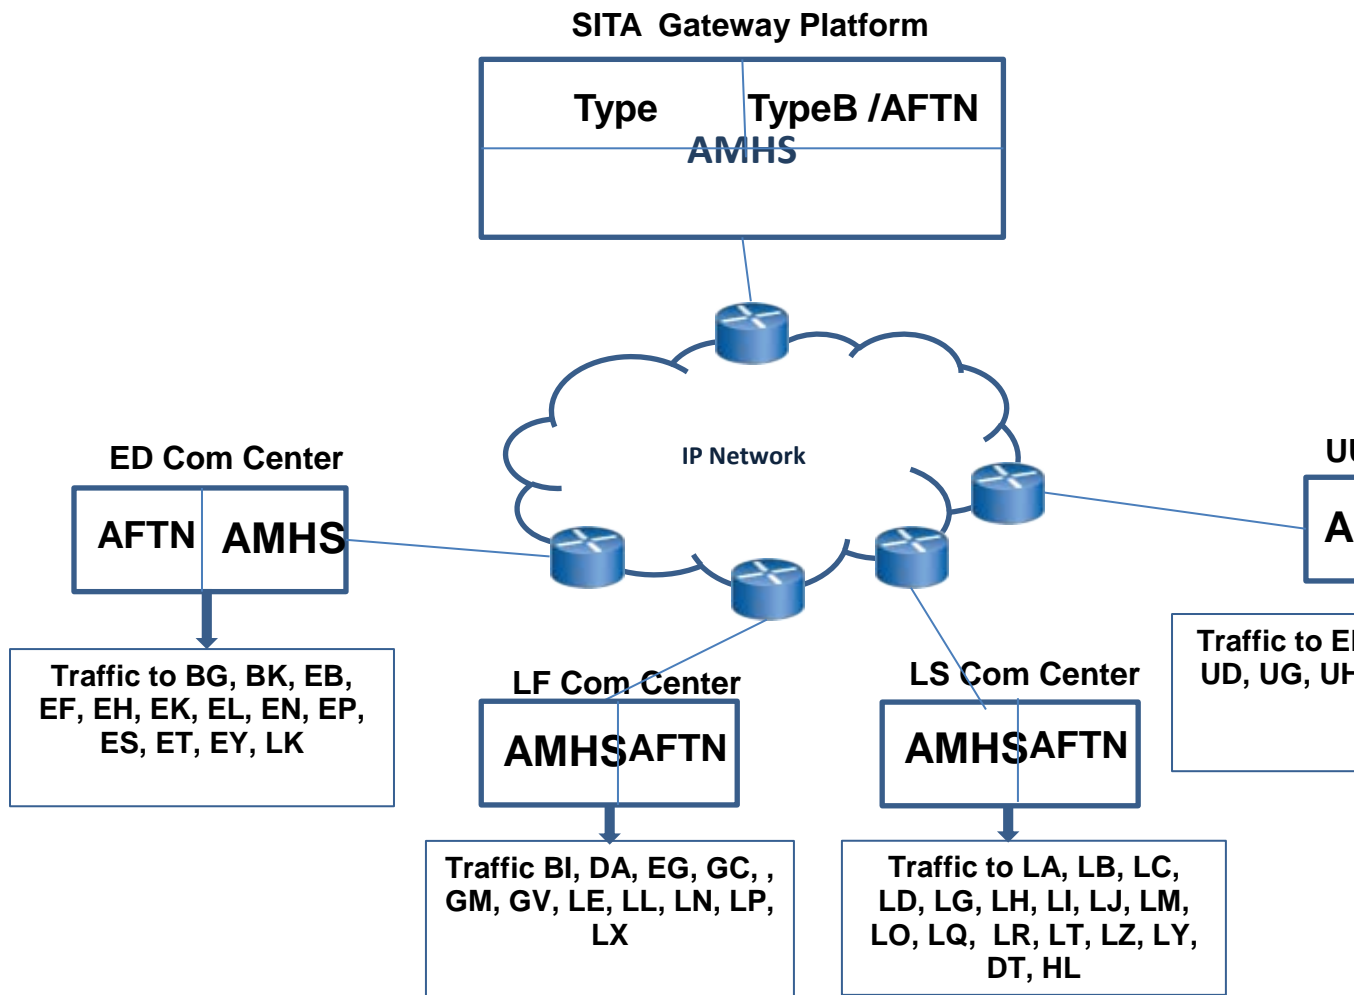 SITA Gateway Platform
Type
TypeB /AFTN
AMHS
IP Network
ED Com Center
AFTN
AMHS
Traffic to BG, BK, EB,
EF, EH, EK, EL, EN, EP,
ES, ET, EY, LK
LF Com Center
AMHS
AFTN
Traffic BI, DA, EG, GC, ,
GM, GV, LE, LL, LN, LP,
LX
LS Com Center
AMHS
AFTN
Traffic to LA, LB, LC,
LD, LG, LH, LI, LJ, LM,
LO, LQ, LR, LT, LZ, LY,
DT, HL
Traffic to
UD, UG, UH